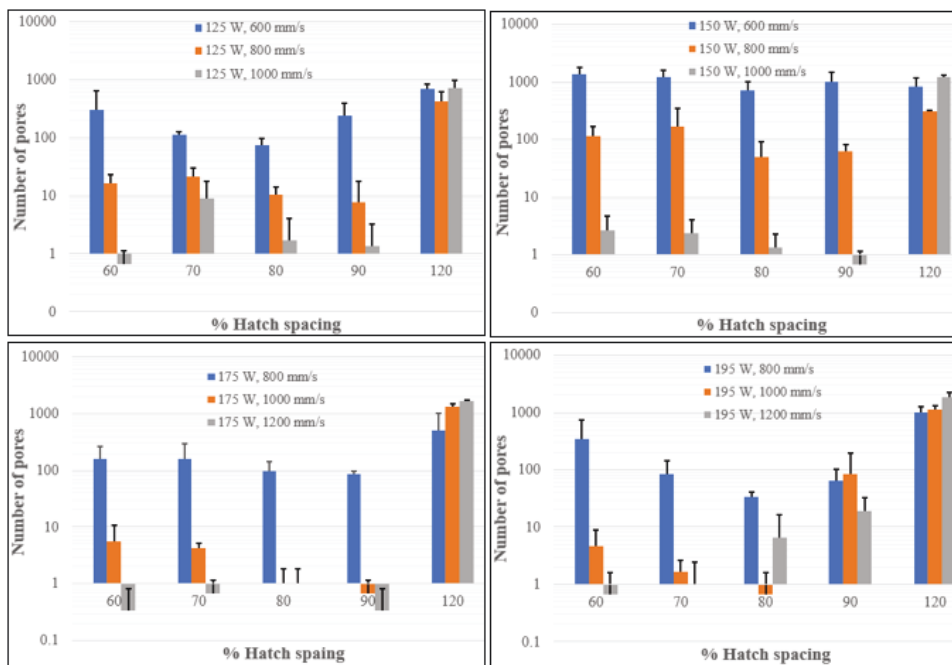 10000
1000
100
10
1
0
Number of pores
125 W, 600 mm/s
125 W, 800 mm/s
125 W, 1000 mm/s
60 70 80 90 120
% Hatch spacing
10000
1000
100
10
1
0
Number of pores
150 W, 600 mm/s
150 W, 800 mm/s
150 W, 1000 mm/s
60 70 80 90 120
% Hatch spacing
10000
1000
100
10
1
0.1
Number of pores
175 W, 800 mm/s
175 W, 1000 mm/s
175 W, 1200 mm/s
60 70 80 90 120
% Hatch spaing
10000
1000
100
10
1
0.1
Number of pores
195 W, 800 mm/s
195 W, 1000 mm/s
195 W, 1200 mm/s
60 70 80 90 120
% Hatch spacing